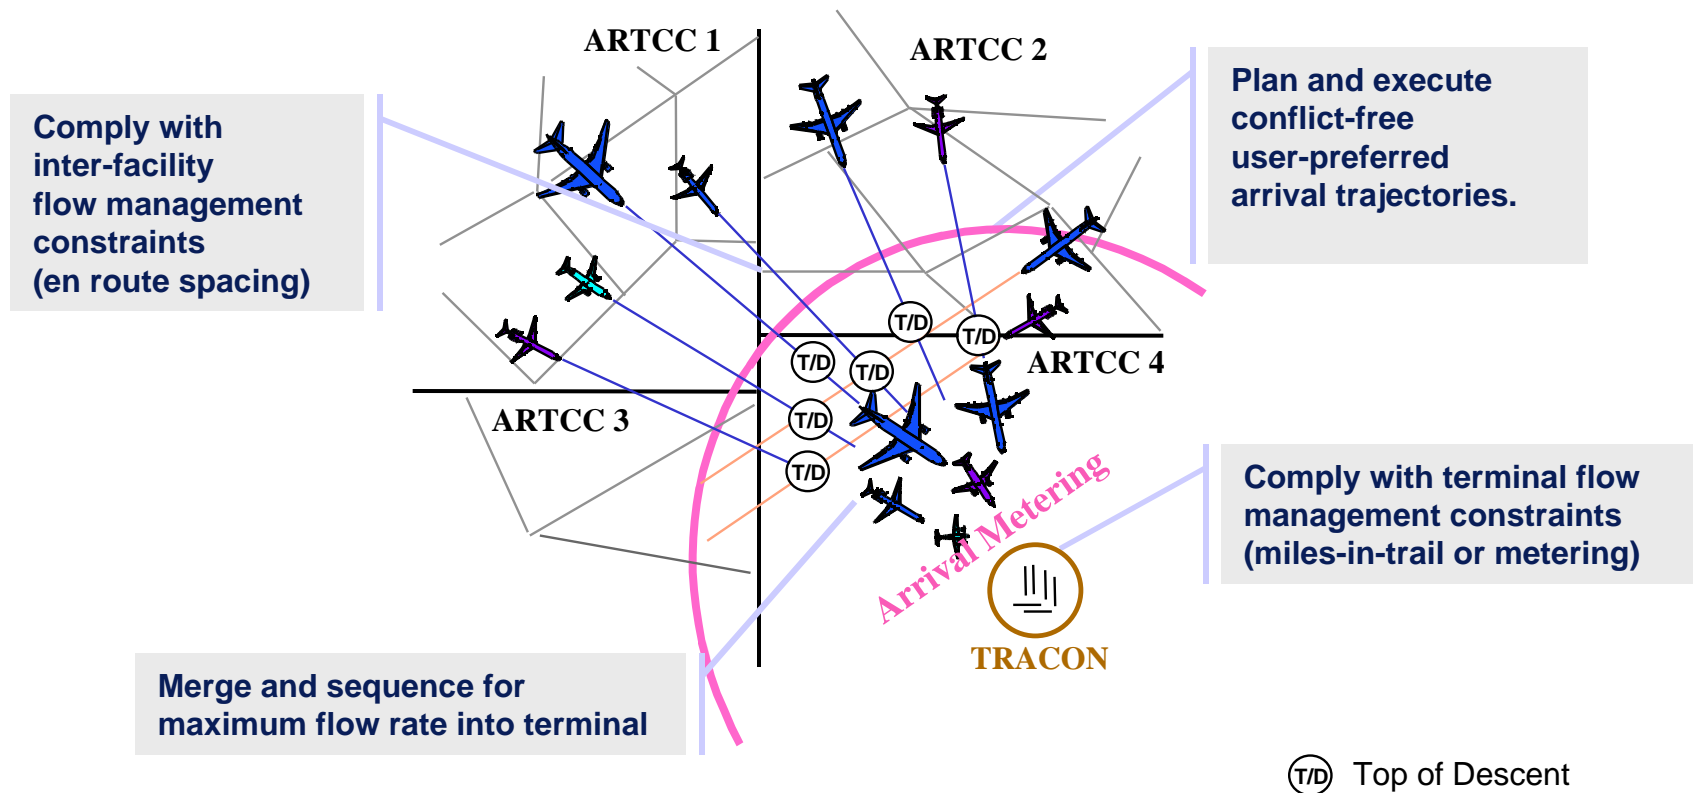 ARTCC 1
ARTCC 2
Comply with
inter-facility
flow management
constraints
(en route spacing)
Plan and execute
conflict-free
user-preferred
arrival trajectories.
T/D
T/D
T/D
T/D
ARTCC 4
ARTCC 3
T/D
T/D
Arrival Metering
Comply with terminal flow
management constraints
(miles-in-trail or metering)
TRACON
Merge and sequence for
maximum flow rate into terminal
T/D Top of Descent